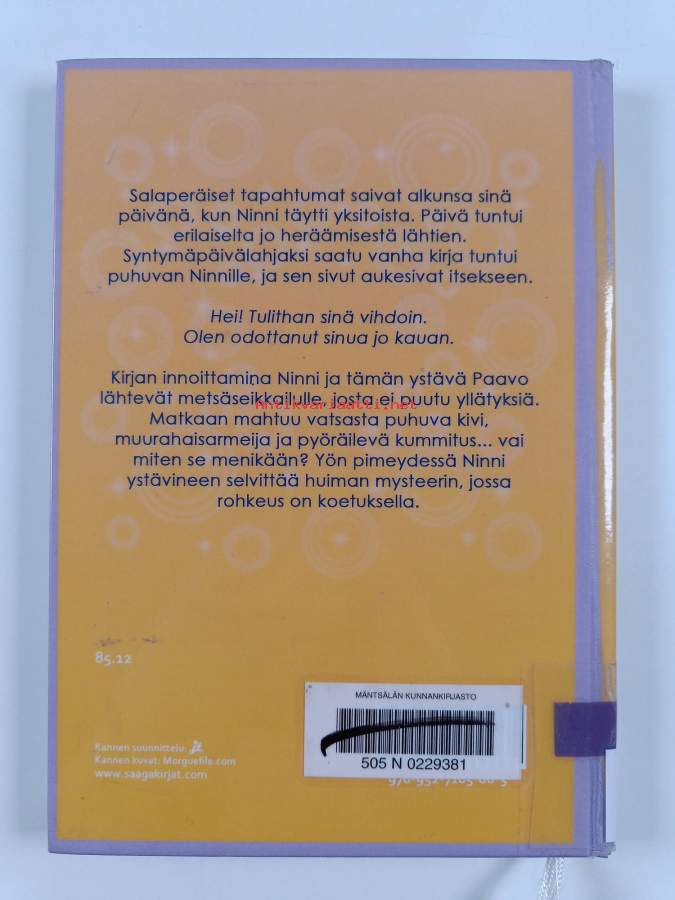 Salaperäiset tapahtumat saivat alkunsa sinä
päivänä, kun Ninni täytti yksitoista. Päivä tuntui
erilaiselta jo heräämisestä lähtien.
Syntymäpäivälahjaksi saatu vanha kirja tuntui
puhuvan Ninnille, ja sen sivut aukesivat itsekseen.
Hei! Tulithan sinä vihdoin.
Olen odottanut sinua jo kauan.
Kirjan innoittamina Ninni ja tämän ystävä Paavo
lähtevät metsäseikkailulle, josta ei puutu yllätyksiä.
Antikvariaatti.net
Matkaan mahtuu vatsasta puhuva kivi,
muurahaisarmeija ja pyöräilevä kummitus... vai
miten se menikään? Yön pimeydessä Ninni
ystävineen selvittää huiman mysteerin, jossa
rohkeus on koetuksella.
85.12
MÄNTSÄLÄN KUNNANKIRJASTO
505 N 0229381
Kannen suunnittelu:
Kannen kuvat: Morguefile.com
www.saagakirjat.com